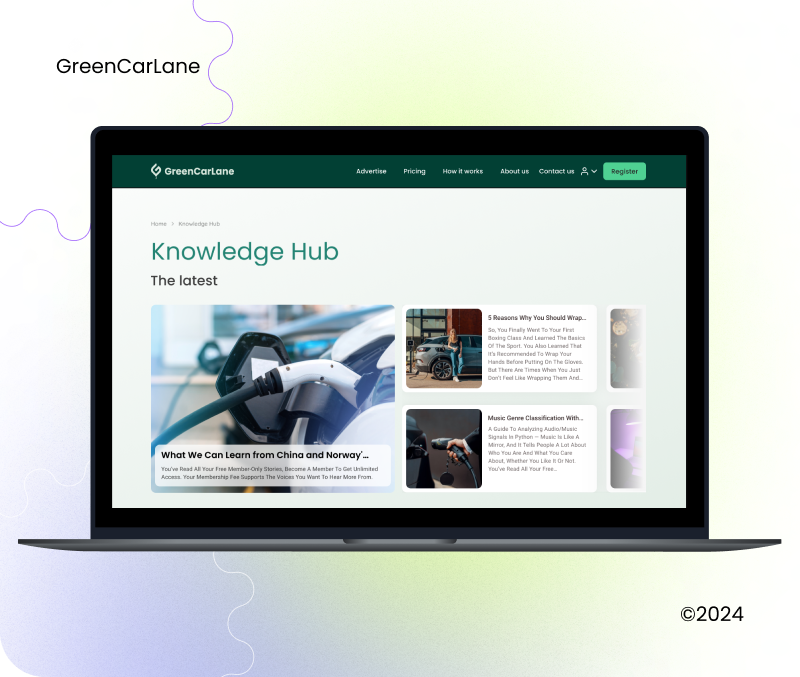 GreenCarLane
GreenCarLane
Advertise
Pricing
How it works
About us
Contact us
Register
Home > Knowledge Hub
Knowledge Hub
The latest
What We Can Learn from China and Norway'...
You've Read All Your Free Member-Only Stories, Become A Member To Get Unlimited
Access. Your Membership Fee Supports The Voices You Want To Hear More From.
5 Reasons Why You Should Wrap...
So, You Finally Went To Your First
Boxing Class And Learned The Basics
Of The Sport. You Also Learned That
It's Recommended To Wrap Your
Hands Before Putting On The Gloves.
But There Are Times When You Just
Don't Feel Like Wrapping Them And...
Music Genre Classification With...
A Guide To Analyzing Audio/Music
Signals In Python — Music Is Like A
Mirror, And It Tells People A Lot About
Who You Are And What You Care
About, Whether You Like It Or Not.
You've Read All Your Free...
©2024